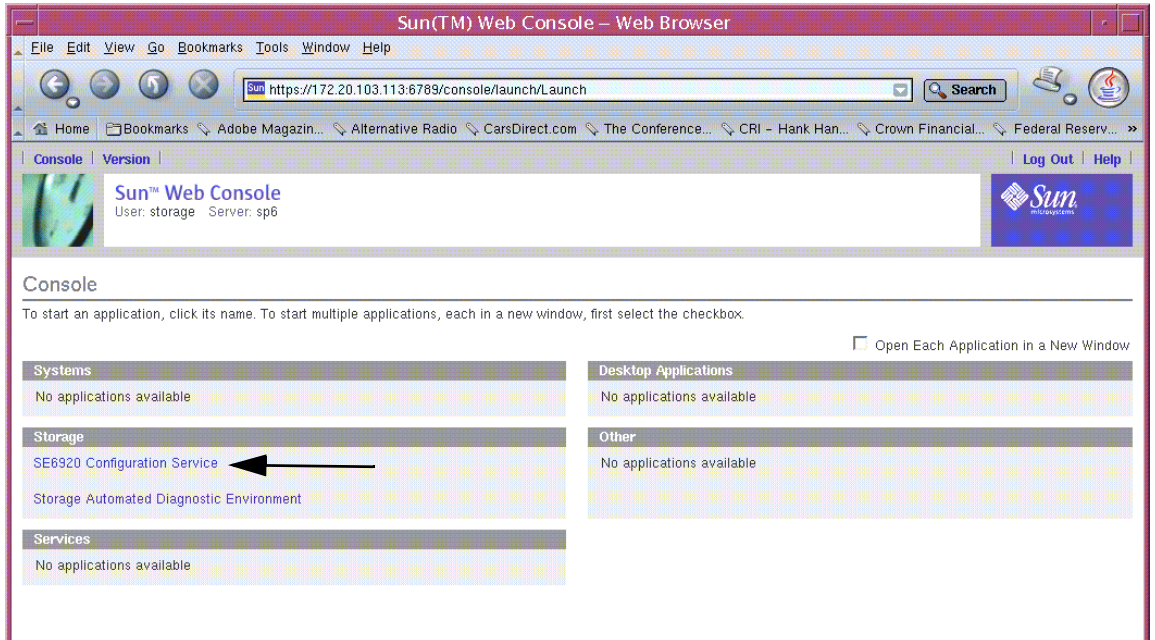 Sun(TM) Web Console – Web Browser
File Edit View Go Bookmarks Tools Window Help
Sun https://172.20.103.113:6789/console/launch/Launch Search
Home Bookmarks Adobe Magazin... Alternative Radio CarsDirect.com The Conference... CRI – Hank Han... Crown Financial... Federal Reserv... »
Console Version Log Out Help
Sun™ Web Console
User: storage Server: sp6
Sun
microsystems
Console
To start an application, click its name. To start multiple applications, each in a new window, first select the checkbox.
Open Each Application in a New Window
Systems
No applications available
Desktop Applications
No applications available
Storage
SE6920 Configuration Service
Storage Automated Diagnostic Environment
Other
No applications available
Services
No applications available